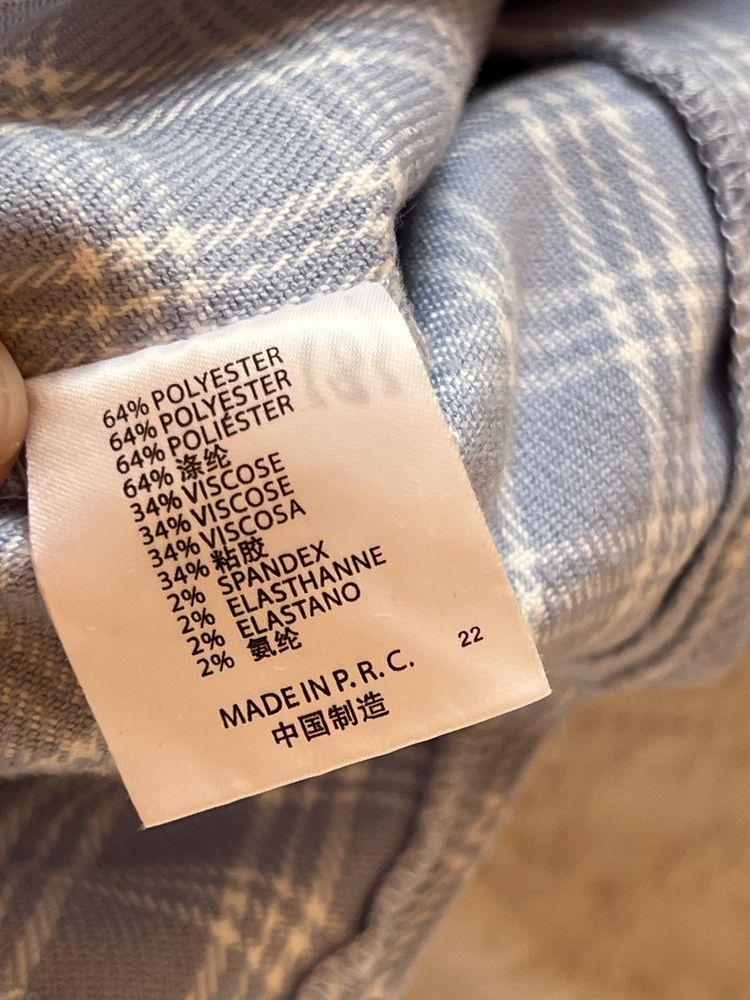 64% POLYESTER
64% POLYESTER
64% POLIÉSTER
64% 涤纶
34% VISCOSE
34% VISCOSE
34% VISCOSA
34% 粘胶
2% SPANDEX
2% ELASTHANNE
2% ELASTANO
2% 氨纶
22
MADE IN P. R. C.
中国制造